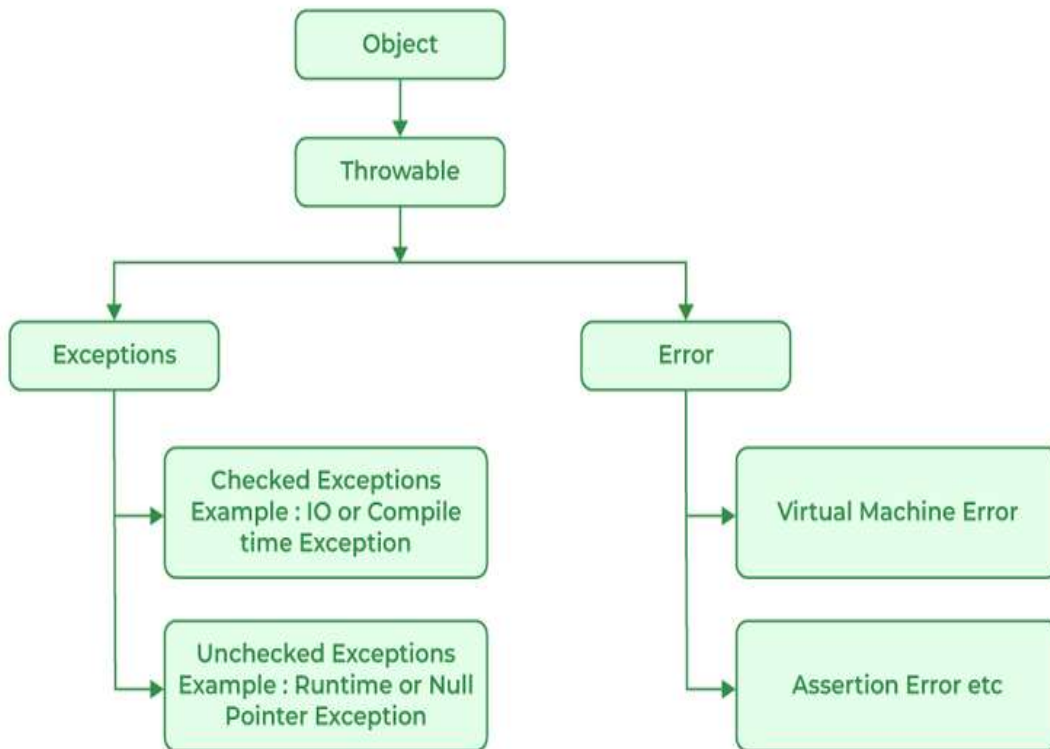 Object
Throwable
Exceptions
Error
Checked Exceptions
Example : IO or Compile
time Exception
Virtual Machine Error
Unchecked Exceptions
Example : Runtime or Null
Pointer Exception
Assertion Error etc